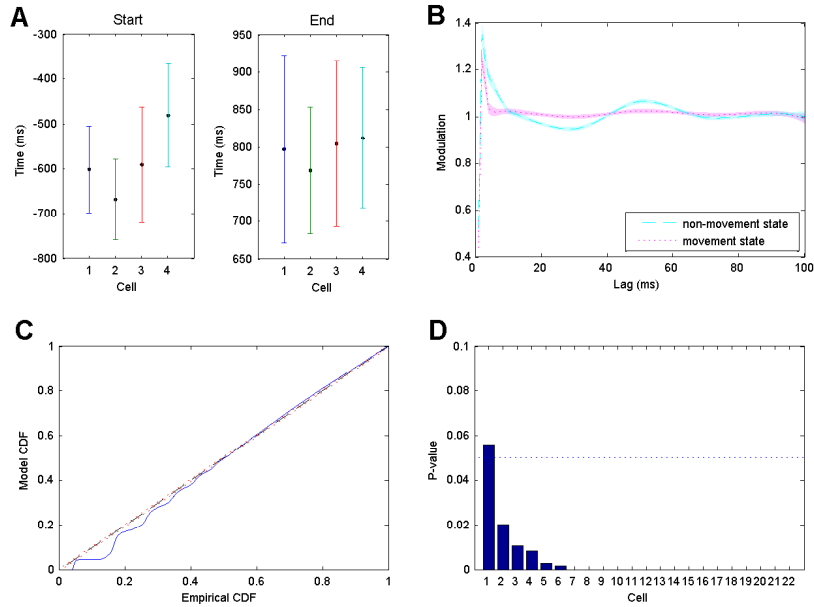 A
Start
End
B
-300
-400
-500
-600
-700
-800
Time (ms)
1 2 3 4
Cell
950
900
850
800
750
700
650
Time (ms)
1 2 3 4
Cell
1.4
1.2
1
0.8
0.6
0.4
Modulation
non-movement state
movement state
0 20 40 60 80 100
Lag (ms)
C
1
0.8
0.6
0.4
0.2
0
Model CDF
0 0.2 0.4 0.6 0.8 1
Empirical CDF
D
0.1
0.08
0.06
0.04
0.02
0
P-value
1 2 3 4 5 6 7 8 9 10 11 12 13 14 15 16 17 18 19 20 21 22
Cell